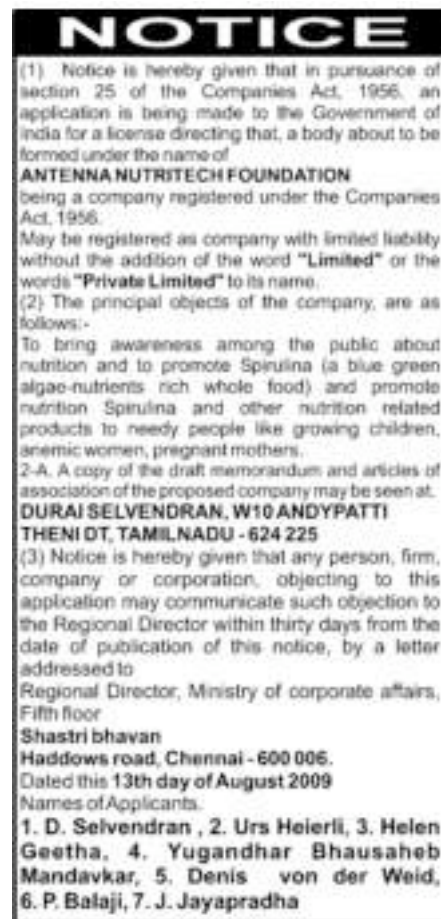 NOTICE
(1) Notice is hereby given that in pursuance of
section 25 of the Companies Act, 1956, an
application is being made to the Government of
India for a license directing that, a body about to be
formed under the name of
ANTENNA NUTRITECH FOUNDATION
being a company registered under the Companies
Act, 1956.
May be registered as company with limited liability
without the addition of the word "Limited" or the
words "Private Limited" to its name.
(2) The principal objects of the company, are as
follows:-
To bring awareness among the public about
nutrition and to promote Spirulina (a blue green
algae-nutrients rich whole food) and promote
nutrition Spirulina and other nutrition related
products to needy people like growing children,
anemic women, pregnant mothers.
2-A. A copy of the draft memorandum and articles of
association of the proposed company may be seen at.
DURAI SELVENDRAN, W10 ANDYPATTI
THENI DT, TAMILNADU - 624 225
(3) Notice is hereby given that any person, firm,
company or corporation, objecting to this
application may communicate such objection to
the Regional Director within thirty days from the
date of publication of this notice, by a letter
addressed to
Regional Director, Ministry of corporate affairs,
Fifth floor
Shastri bhavan
Haddows road, Chennai - 600 006.
Dated this 13th day of August 2009
Names of Applicants.
1. D. Selvendran , 2. Urs Heierli, 3. Helen
Geetha, 4. Yugandhar Bhausaheb
Mandavkar, 5. Denis von der Weid,
6. P. Balaji, 7. J. Jayapradha